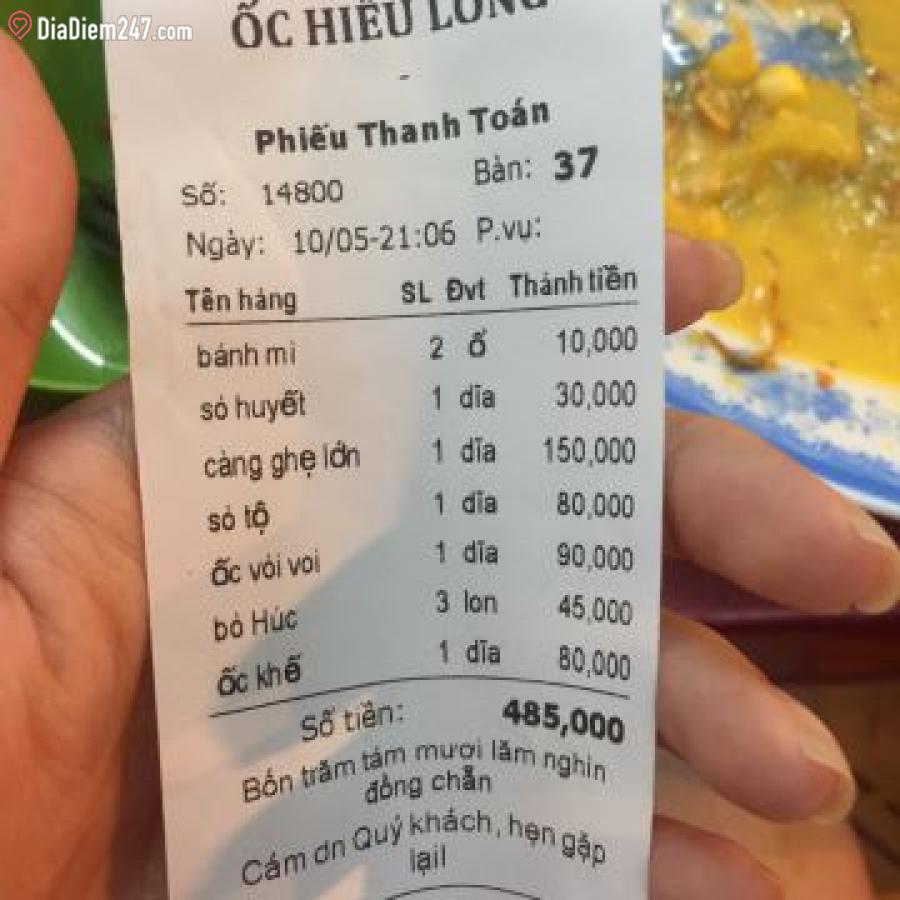 DiaDiem247.com
ỐC HIẾU LONG
-
Phiếu Thanh Toán
Số: 14800 Bàn: 37
Ngày: 10/05-21:06 P.vụ:
Tên hàng SL Đvt Thành tiền
bánh mì 2 ổ 10,000
sò huyết 1 dĩa 30,000
càng ghẹ lớn 1 dĩa 150,000
sò tộ 1 dĩa 80,000
ốc vòi voi 1 dĩa 90,000
bò Húc 3 lon 45,000
ốc khế 1 dĩa 80,000
Số tiền: 485,000
Bốn trăm tám mươi lăm nghìn
đồng chẵn
Cám ơn Quý khách, hẹn gặp
lại!